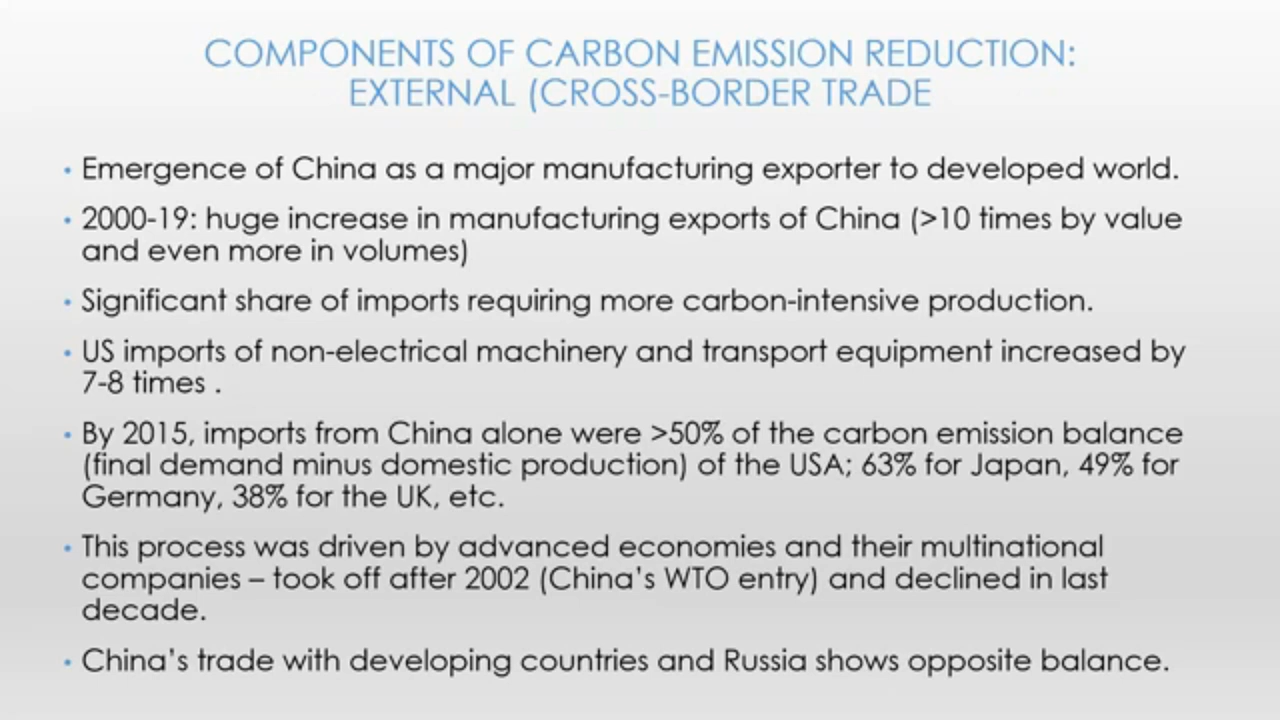 COMPONENTS OF CARBON EMISSION REDUCTION:
EXTERNAL (CROSS-BORDER TRADE
• Emergence of China as a major manufacturing exporter to developed world.
• 2000-19: huge increase in manufacturing exports of China (>10 times by value
and even more in volumes)
• Significant share of imports requiring more carbon-intensive production.
• US imports of non-electrical machinery and transport equipment increased by
7-8 times .
• By 2015, imports from China alone were >50% of the carbon emission balance
(final demand minus domestic production) of the USA; 63% for Japan, 49% for
Germany, 38% for the UK, etc.
• This process was driven by advanced economies and their multinational
companies – took off after 2002 (China’s WTO entry) and declined in last
decade.
• China’s trade with developing countries and Russia shows opposite balance.